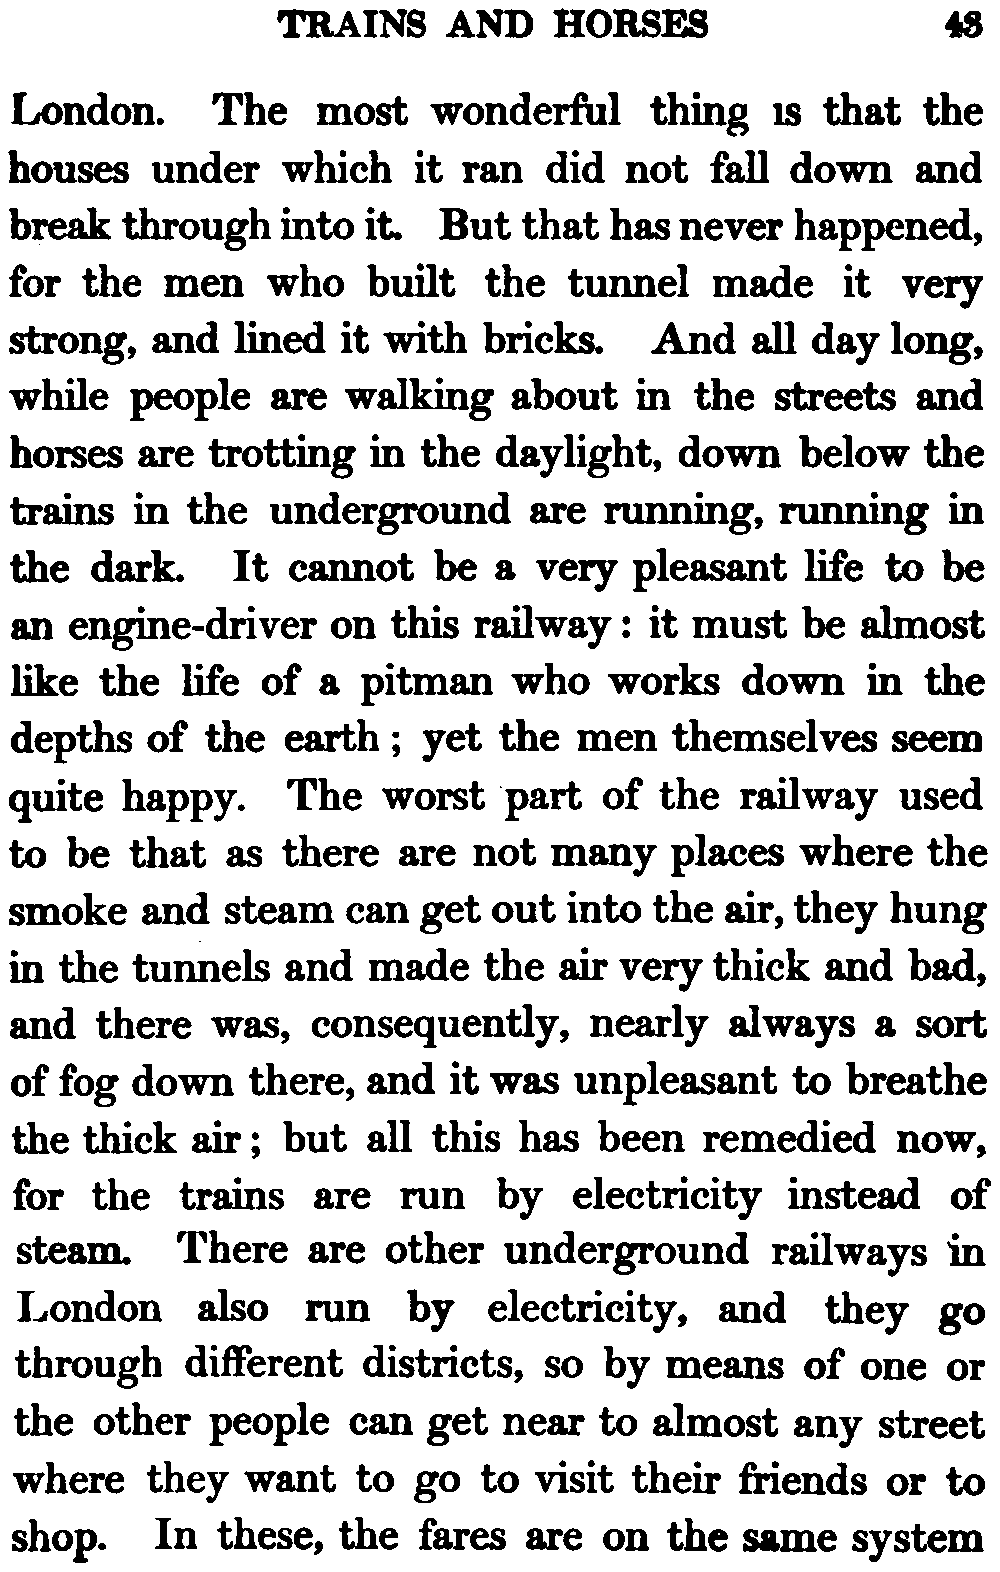 TRAINS AND HORSES 43
London. The most wonderful thing is that the
houses under which it ran did not fall down and
break through into it. But that has never happened,
for the men who built the tunnel made it very
strong, and lined it with bricks. And all day long,
while people are walking about in the streets and
horses are trotting in the daylight, down below the
trains in the underground are running, running in
the dark. It cannot be a very pleasant life to be
an engine-driver on this railway : it must be almost
like the life of a pitman who works down in the
depths of the earth ; yet the men themselves seem
quite happy. The worst part of the railway used
to be that as there are not many places where the
smoke and steam can get out into the air, they hung
in the tunnels and made the air very thick and bad,
and there was, consequently, nearly always a sort
of fog down there, and it was unpleasant to breathe
the thick air ; but all this has been remedied now,
for the trains are run by electricity instead of
steam. There are other underground railways in
London also run by electricity, and they go
through different districts, so by means of one or
the other people can get near to almost any street
where they want to go to visit their friends or to
shop. In these, the fares are on the same system